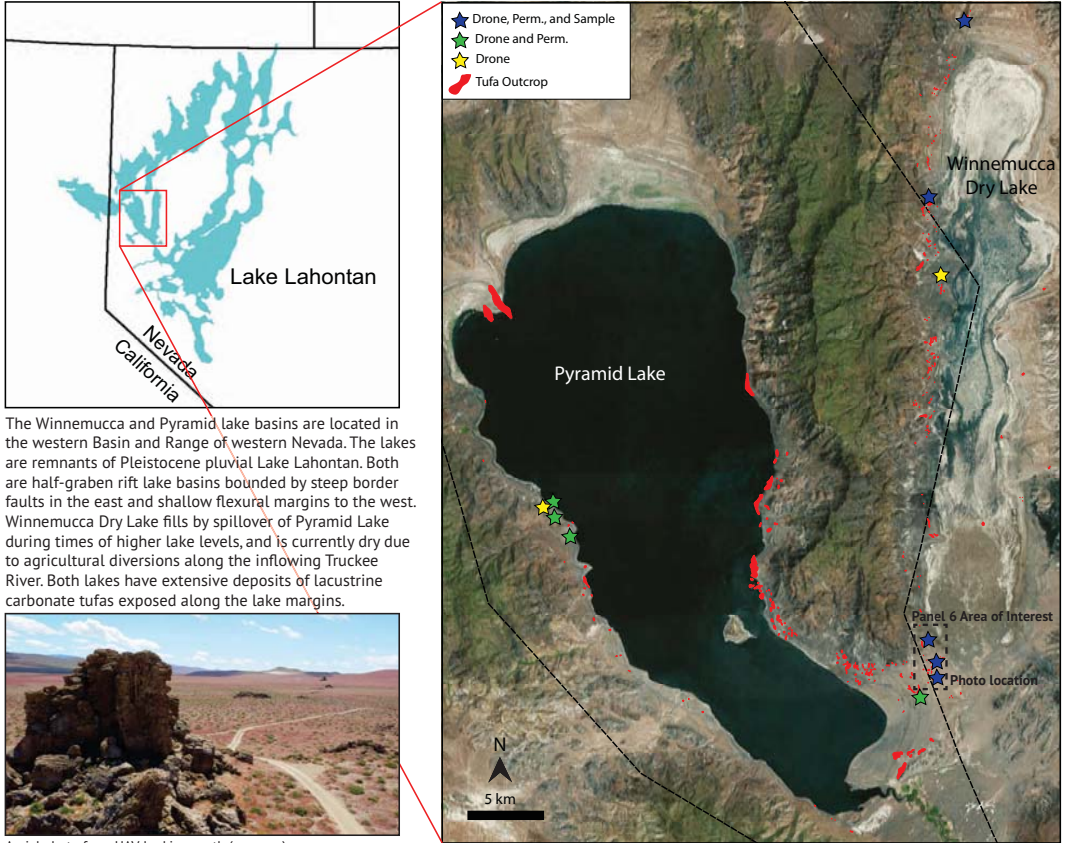 Lake Lahontan
Nevada
California
The Winnemucca and Pyramid lake basins are located in
the western Basin and Range of western Nevada. The lakes
are remnants of Pleistocene pluvial Lake Lahontan. Both
are half-graben rift lake basins bounded by steep border
faults in the east and shallow flexural margins to the west.
Winnemucca Dry Lake fills by spillover of Pyramid Lake
during times of higher lake levels, and is currently dry due
to agricultural diversions along the inflowing Truckee
River. Both lakes have extensive deposits of lacustrine
carbonate tufas exposed along the lake margins.
Drone, Perm., and Sample
Drone and Perm.
Drone
Tufa Outcrop
Winnemucca
Dry Lake
Pyramid Lake
Panel 6 Area of Interest
Photo location
N
5 km